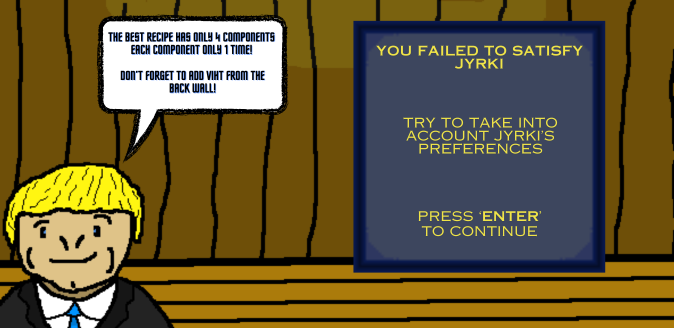 THE BEST RECIPE HAS ONLY 4 COMPONENTS
EACH COMPONENT ONLY 1 TIME!
DON'T FORGET TO ADD VIHT FROM THE
BACK WALL!
YOU FAILED TO SATISFY
JYRKI
TRY TO TAKE INTO
ACCOUNT JYRKI'S
PREFERENCES
PRESS 'ENTER'
TO CONTINUE